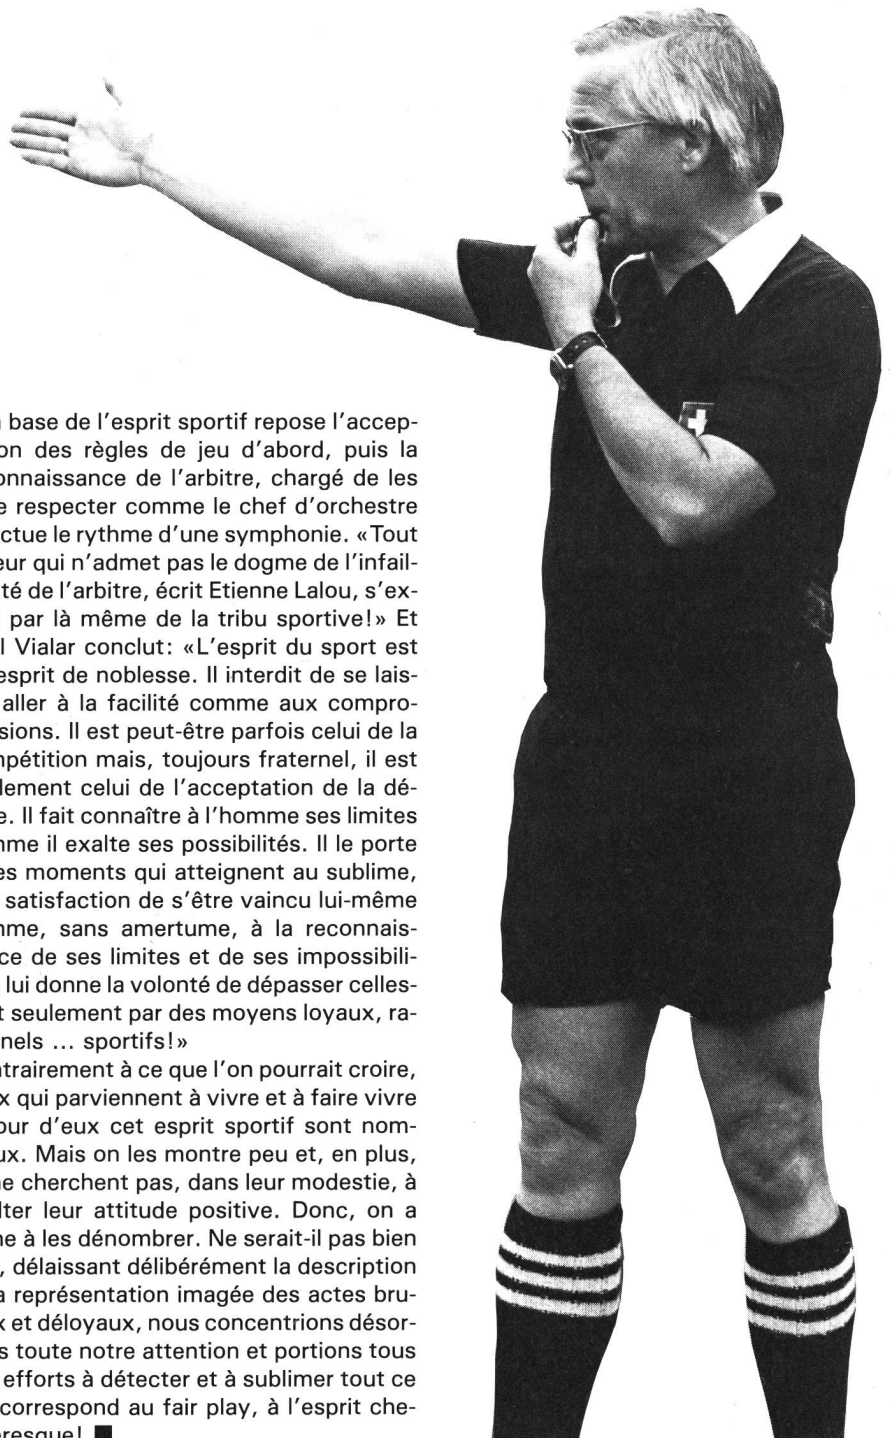 a base de l'esprit sportif repose l'accep-
on des règles de jeu d'abord, puis la
onnaissance de l'arbitre, chargé de les
e respecter comme le chef d'orchestre
ctue le rythme d'une symphonie. «Tout
eur qui n'admet pas le dogme de l'infail-
té de l'arbitre, écrit Etienne Lalou, s'ex-
par là même de la tribu sportive!» Et
l Vialar conclut: «L'esprit du sport est
esprit de noblesse. Il interdit de se lais-
aller à la facilité comme aux compro-
sions. Il est peut-être parfois celui de la
mpétition mais, toujours fraternel, il est
lement celui de l'acceptation de la dé-
e. Il fait connaître à l'homme ses limites
me il exalte ses possibilités. Il le porte
es moments qui atteignent au sublime,
satisfaction de s'être vaincu lui-même
me, sans amertume, à la reconnais-
ce de ses limites et de ses impossibili-
lui donne la volonté de dépasser celles-
t seulement par des moyens loyaux, ra-
nels ... sportifs!»
ntrairement à ce que l'on pourrait croire,
x qui parviennent à vivre et à faire vivre
our d'eux cet esprit sportif sont nom-
ux. Mais on les montre peu et, en plus,
ne cherchent pas, dans leur modestie, à
lter leur attitude positive. Donc, on a
ne à les dénombrer. Ne serait-il pas bien
, délaissant délibérément la description
a représentation imagée des actes bru-
x et déloyaux, nous concentrions désor-
s toute notre attention et portions tous
efforts à détecter et à sublimer tout ce
correspond au fair play, à l'esprit che-
eresque! ■